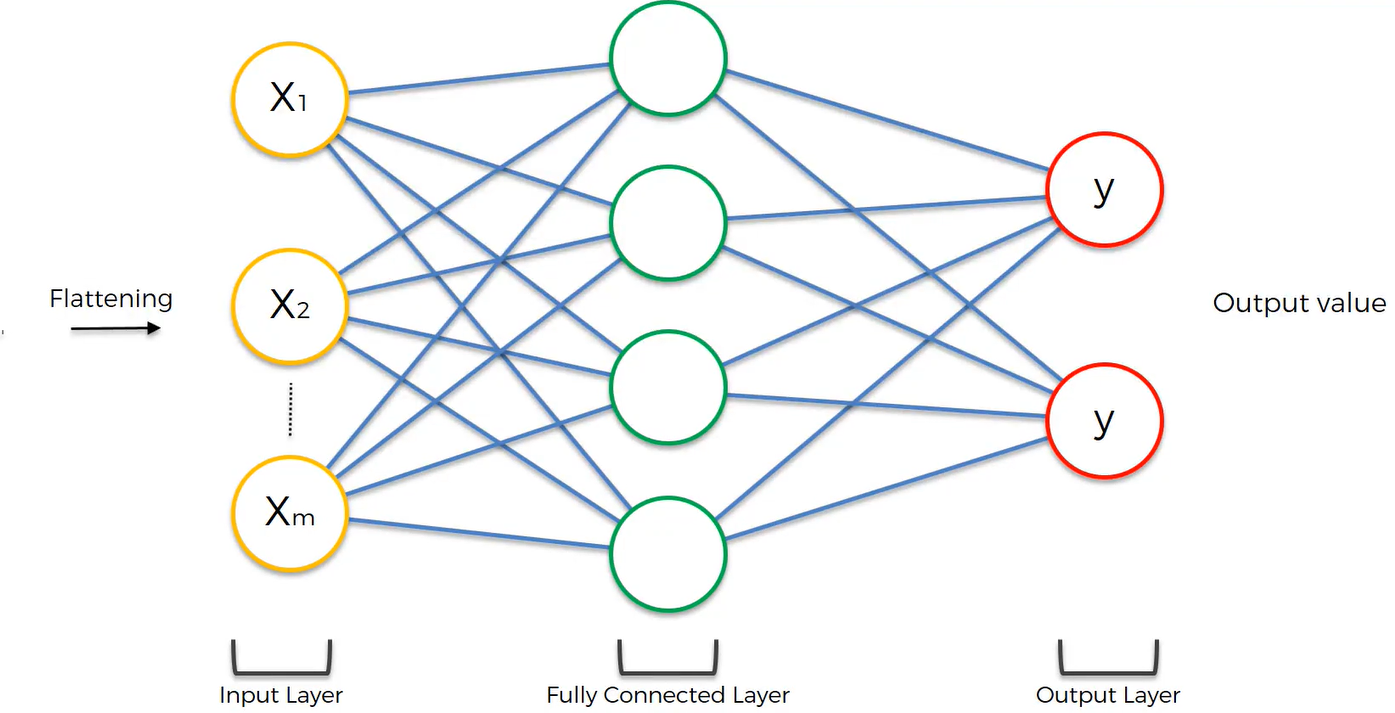 X1
y
X2
Flattening
Output value
y
Xm
Input Layer
Fully Connected Layer
Output Layer